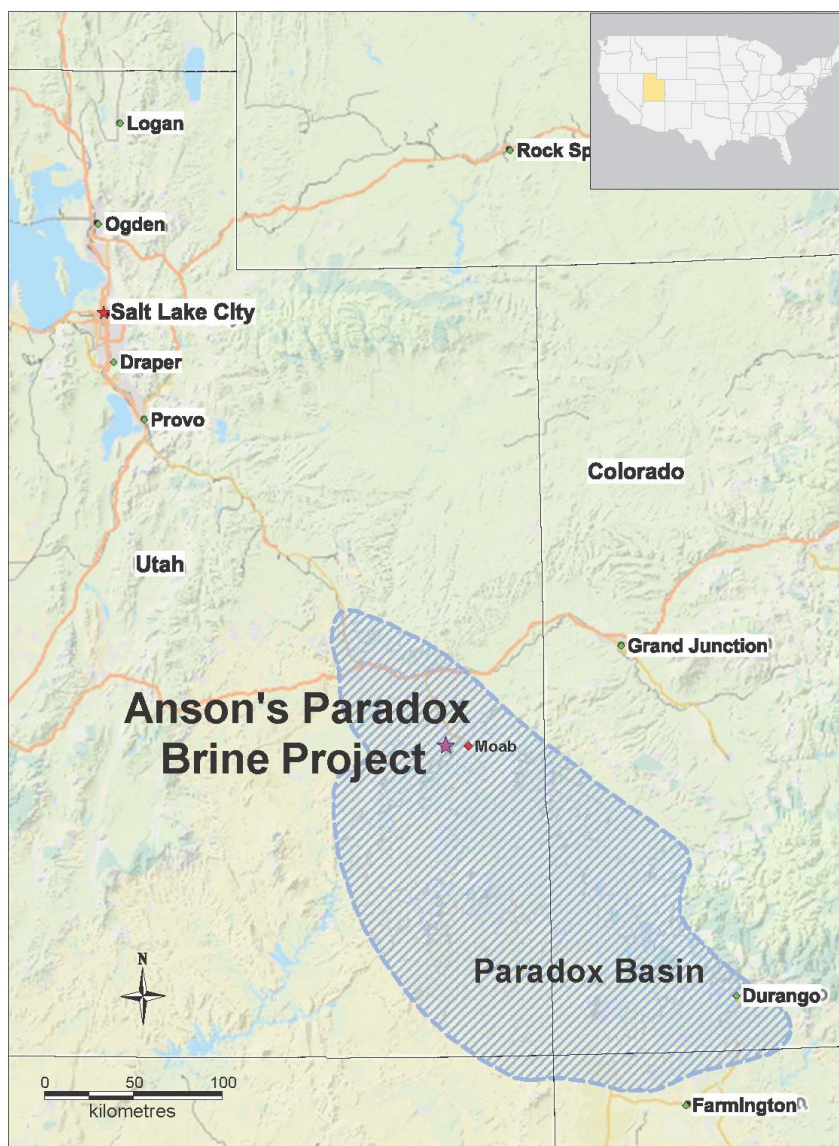 Logan
Rock Sp
Ogden
Salt Lake City
Draper
Provo
Colorado
Utah
Grand Junction
Anson's Paradox
Brine Project
Moab
Paradox Basin
N
Durango
0 50 100
kilometres
Farmington